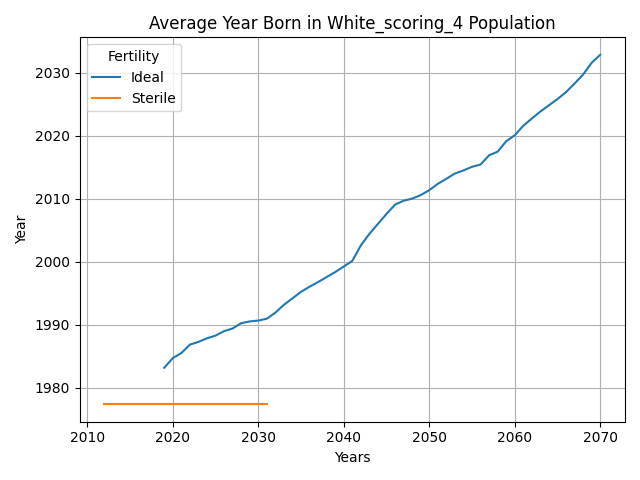 Average Year Born in White_scoring_4 Population
Fertility
Ideal
Sterile
Year
2030
2020
2010
2000
1990
1980
2010 2020 2030 2040 2050 2060 2070
Years